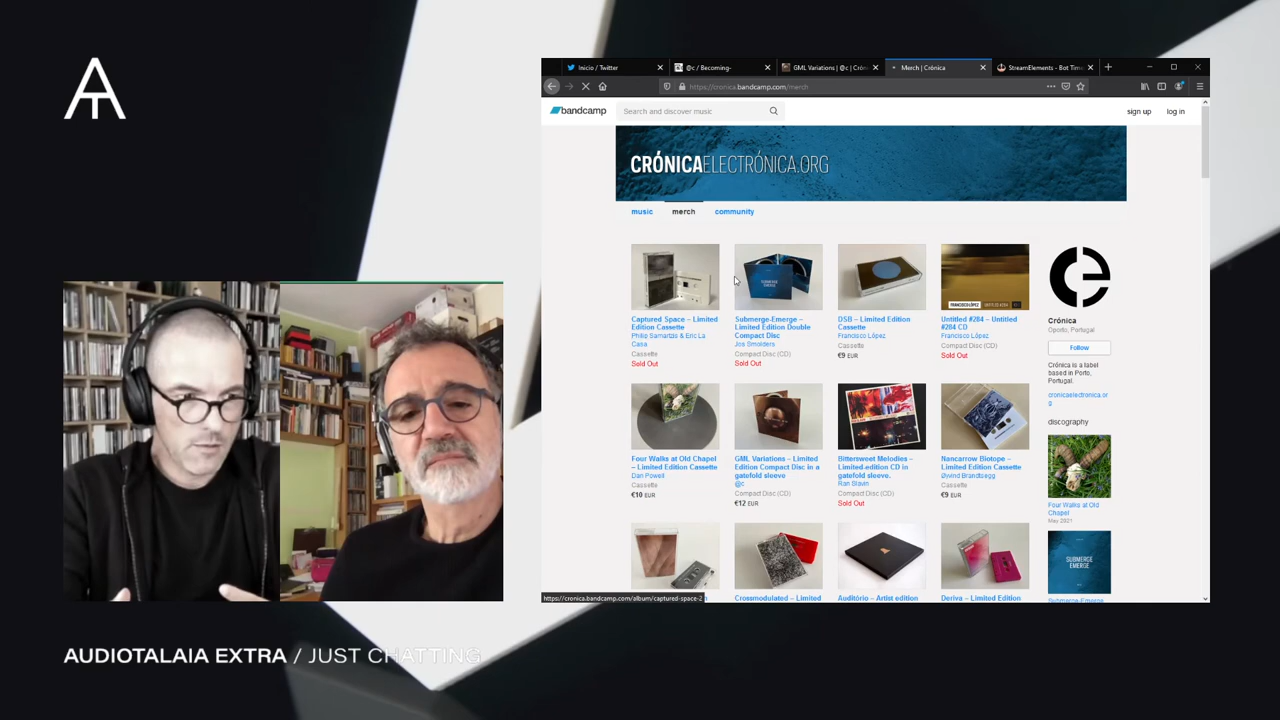 AT
Inicio / Twitter
@c / Becoming-
GML Variations | @c | Crón
Merch | Crónica
StreamElements - Bot Time
https://cronica.bandcamp.com/merch
bandcamp
Search and discover music
sign up
log in
CRÓNICAELECTRÓNICA.ORG
music
merch
community
Captured Space – Limited
Edition Cassette
Philip Samartzis & Eric La
Casa
Cassette
Sold Out
Submerge-Emerge –
Limited Edition Double
Compact Disc
Jos Smolders
Compact Disc (CD)
Sold Out
DSB – Limited Edition
Cassette
Francisco López
Cassette
€9 EUR
Untitled #284 – Untitled
#284 CD
Francisco López
Compact Disc (CD)
Sold Out
Crónica
Oporto, Portugal
Follow
Crónica is a label
based in Porto,
Portugal.
cronicaelectronica.or
g
discography
Four Walks at Old
Chapel
May 2021
SUBMERGE
EMERGE
Submerge-Emerge
Four Walks at Old Chapel
– Limited Edition Cassette
Dan Powell
Cassette
€10 EUR
GML Variations – Limited
Edition Compact Disc in a
gatefold sleeve
@c
Compact Disc (CD)
€12 EUR
Bittersweet Melodies –
Limited-edition CD in
gatefold sleeve.
Ran Slavin
Compact Disc (CD)
Sold Out
Nancarrow Biotope –
Limited Edition Cassette
Øyvind Brandtsegg
Cassette
€9 EUR
Crossmodulated – Limited
Auditório – Artist edition
Deriva – Limited Edition
https://cronica.bandcamp.com/album/captured-space-2
AUDIOTALAIA EXTRA / JUST CHATTING